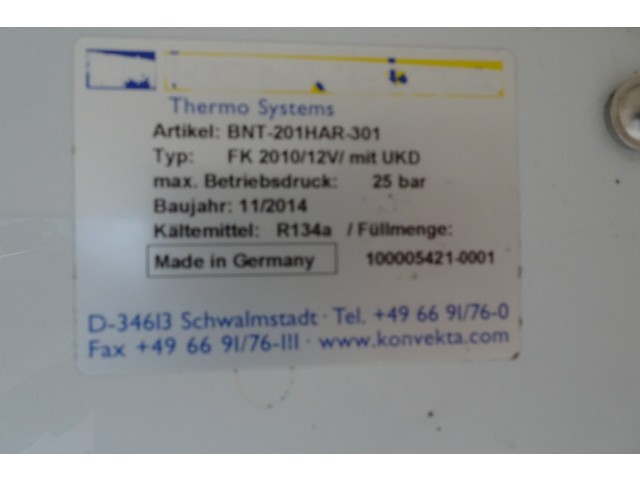 Thermo Systems
Artikel: BNT-201HAR-301
Typ: FK 2010/12V/ mit UKD
max. Betriebsdruck: 25 bar
Baujahr: 11/2014
Kältemittel: R134a / Füllmenge:
Made in Germany 100005421-0001
D-34613 Schwalmstadt · Tel. +49 66 91/76-0
Fax +49 66 91/76-111 · www.konvekta.com